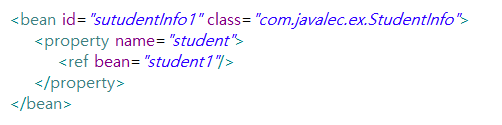 <bean id="sutudentInfo1" class="com.javalec.ex.StudentInfo">
<property name="student">
<ref bean="student1"/>
</property>
</bean>